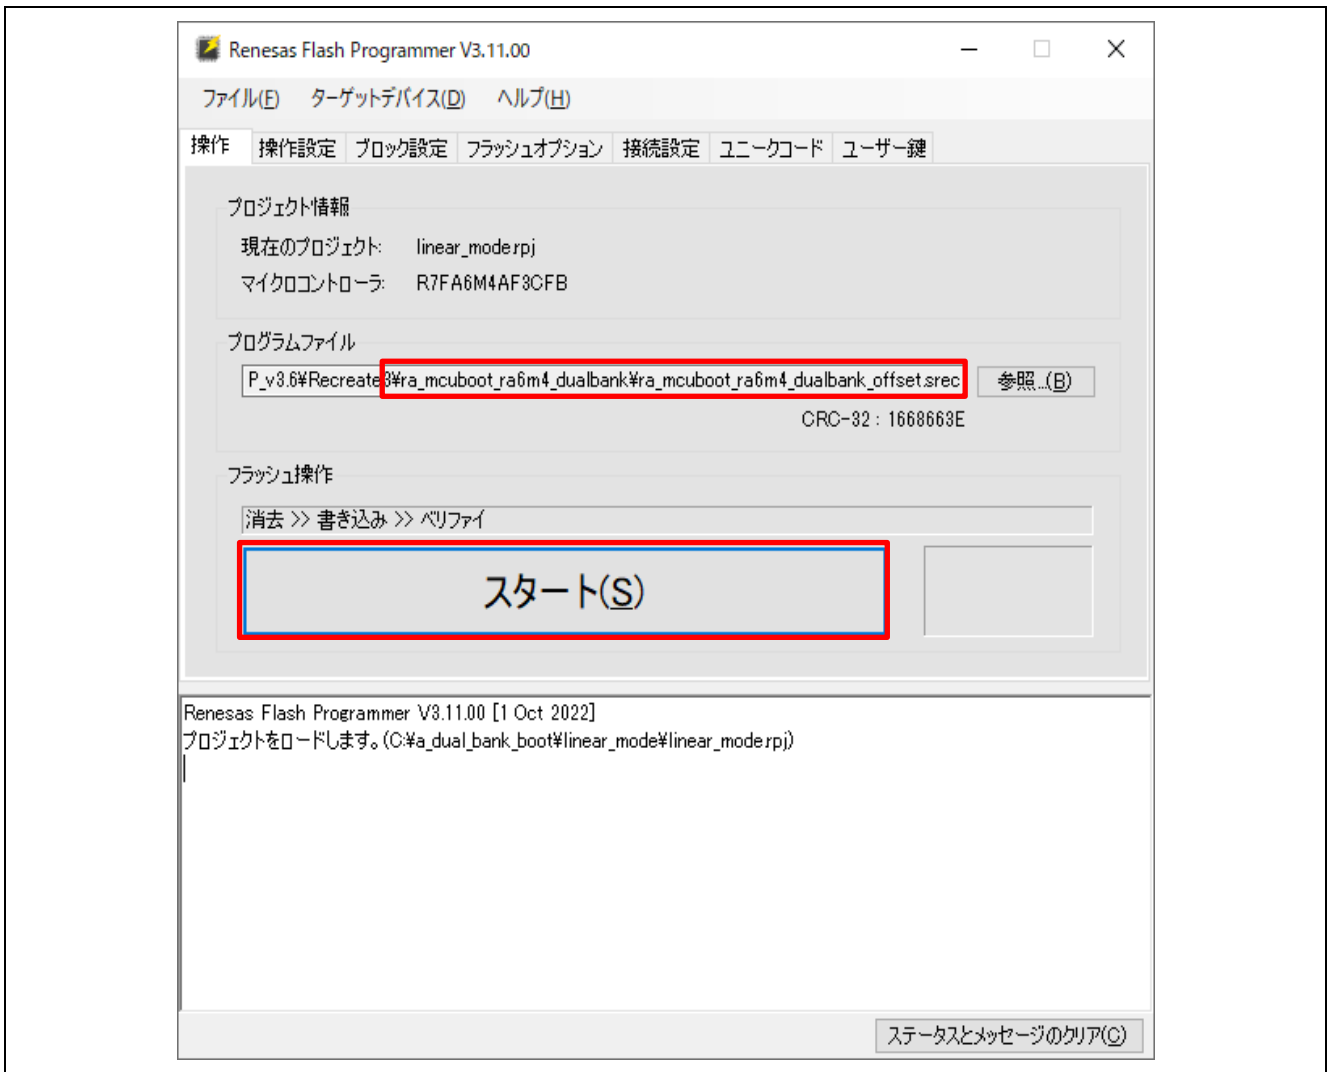 Renesas Flash Programmer V3.11.00
ファイル(F) ターゲットデバイス(D) ヘルプ(H)
操作 操作設定 ブロック設定 フラッシュオプション 接続設定 ユニークコード ユーザー鍵
プロジェクト情報
現在のプロジェクト: linear_mode.rpj
マイクロコントローラ: R7FA6M4AF3CFB
プログラムファイル
P_v3.6¥Recreate3¥ra_mcuboot_ra6m4_dualbank¥ra_mcuboot_ra6m4_dualbank_offset.srec 参照...(B)
CRC-32 : 1668663E
フラッシュ操作
消去 >> 書き込み >> ベリファイ
スタート(S)
Renesas Flash Programmer V3.11.00 [1 Oct 2022]
プロジェクトをロードします。(C:¥a_dual_bank_boot¥linear_mode¥linear_mode.rpj)
ステータスとメッセージのクリア(C)